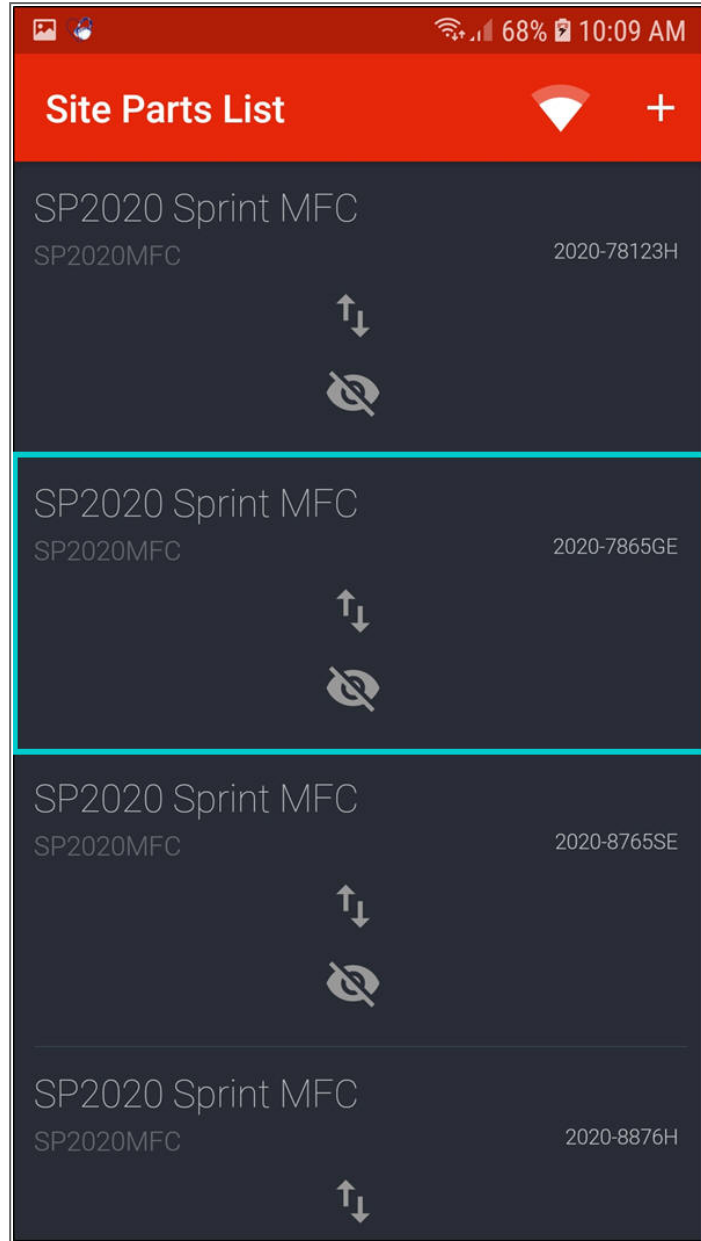 68% 10:09 AM
Site Parts List +
SP2020 Sprint MFC
SP2020MFC 2020-78123H
SP2020 Sprint MFC
SP2020MFC 2020-7865GE
SP2020 Sprint MFC
SP2020MFC 2020-8765SE
SP2020 Sprint MFC
SP2020MFC 2020-8876H